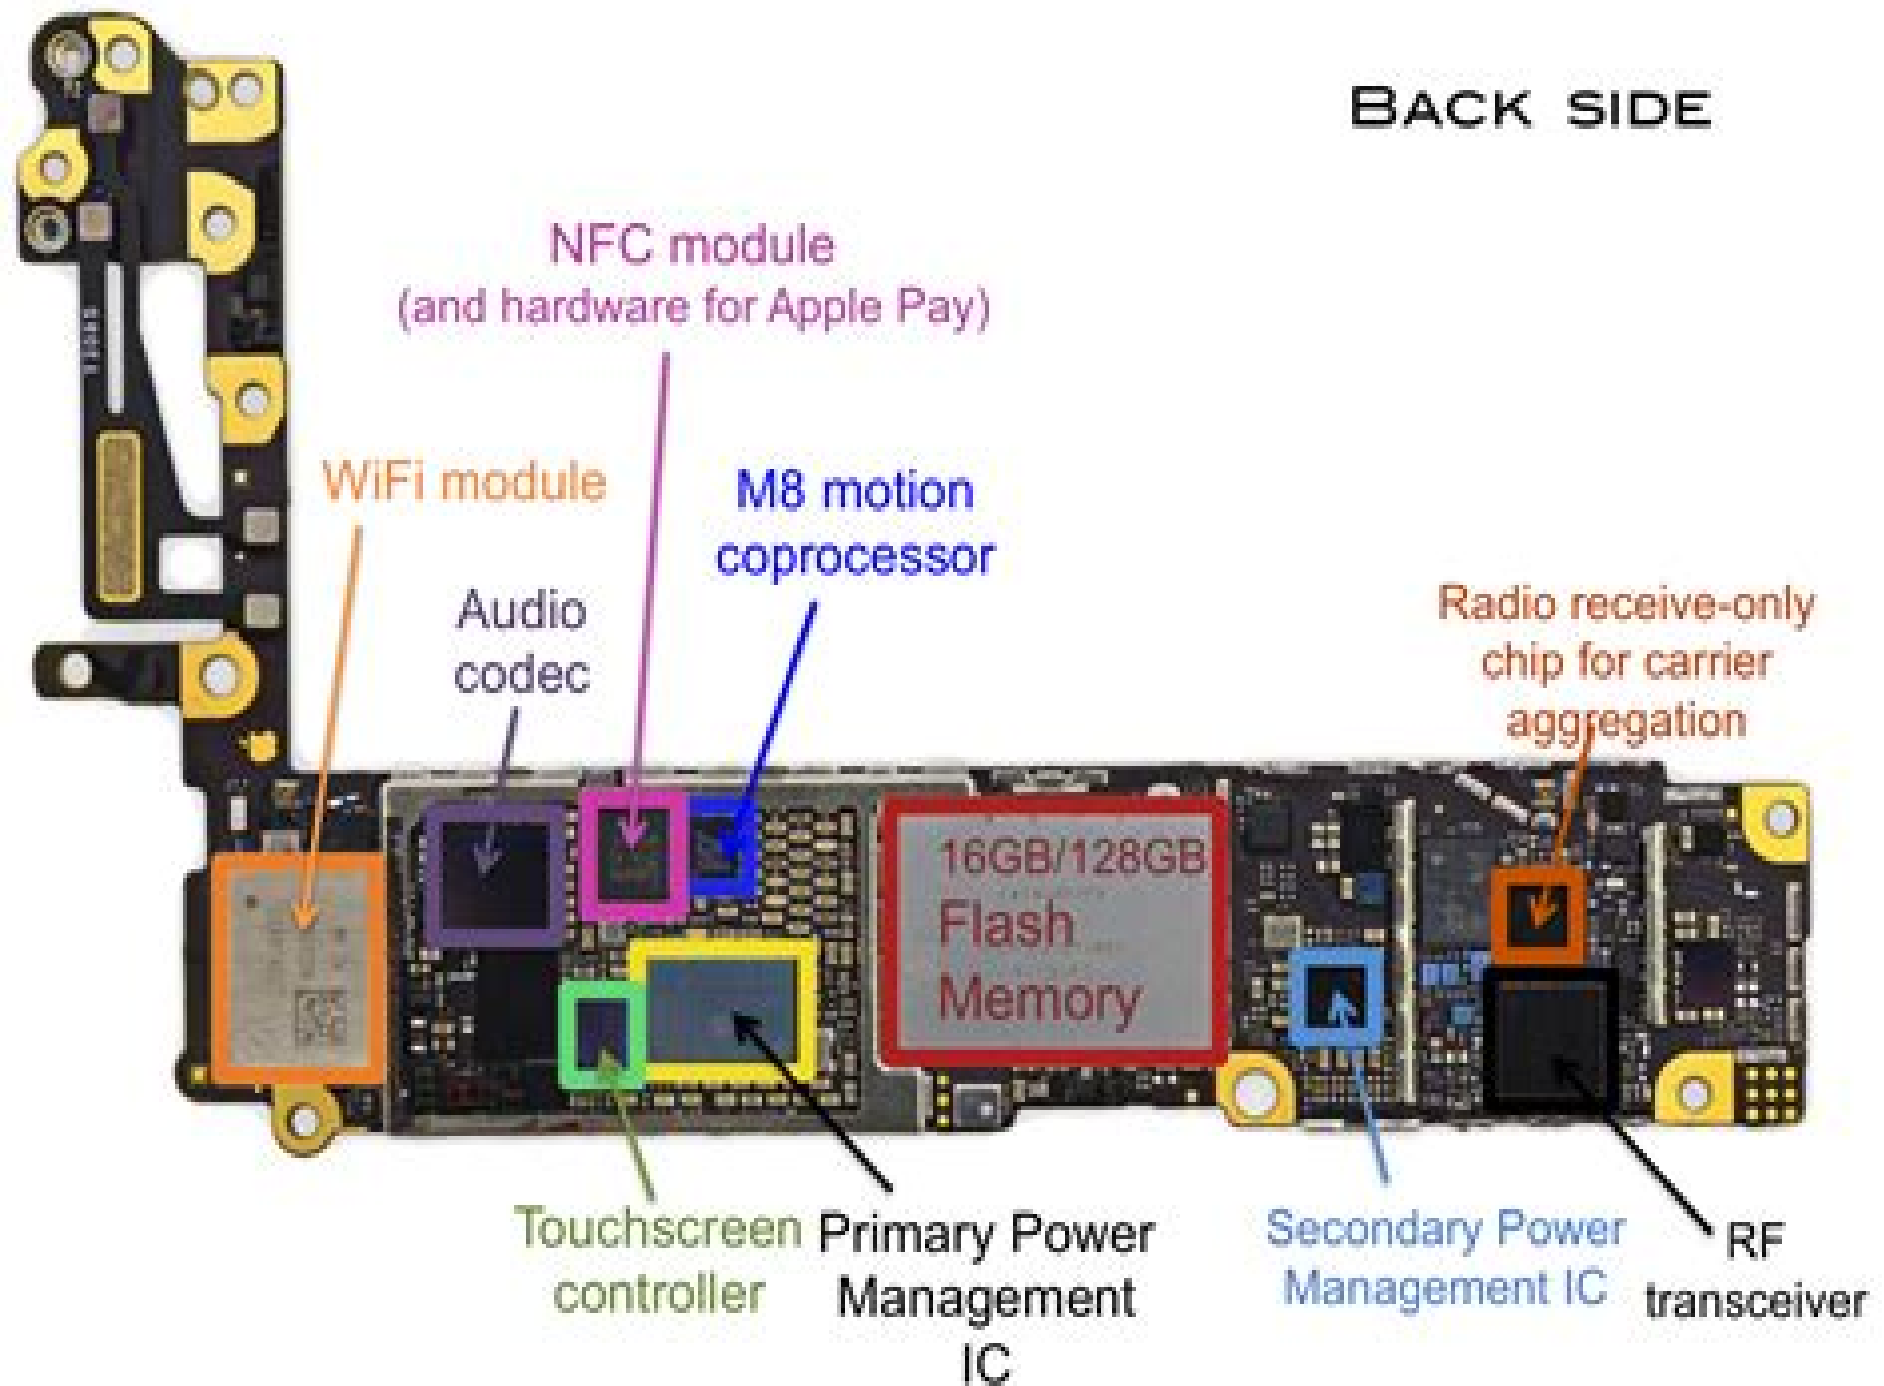 BACK SIDE
NFC module
(and hardware for Apple Pay)
WiFi module
M8 motion
coprocessor
Audio
codec
Radio receive-only
chip for carrier
aggregation
16GB/128GB
Flash
Memory
Touchscreen
controller
Primary Power
Management
IC
Secondary Power
Management IC
RF
transceiver